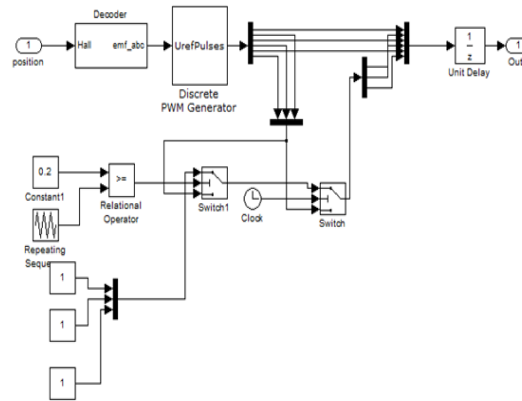 Decoder
1
position
Hall
emf_abc
UrefPulses
Discrete
PWM Generator
1
z
Unit Delay
1
Out
0.2
Constant1
>=
Relational
Operator
Repeating
Seque
Switch1
Clock
Switch
1
1
1